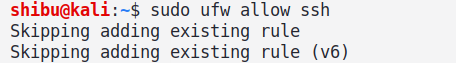 shibu@kali:~$ sudo ufw allow ssh
Skipping adding existing rule
Skipping adding existing rule (v6)